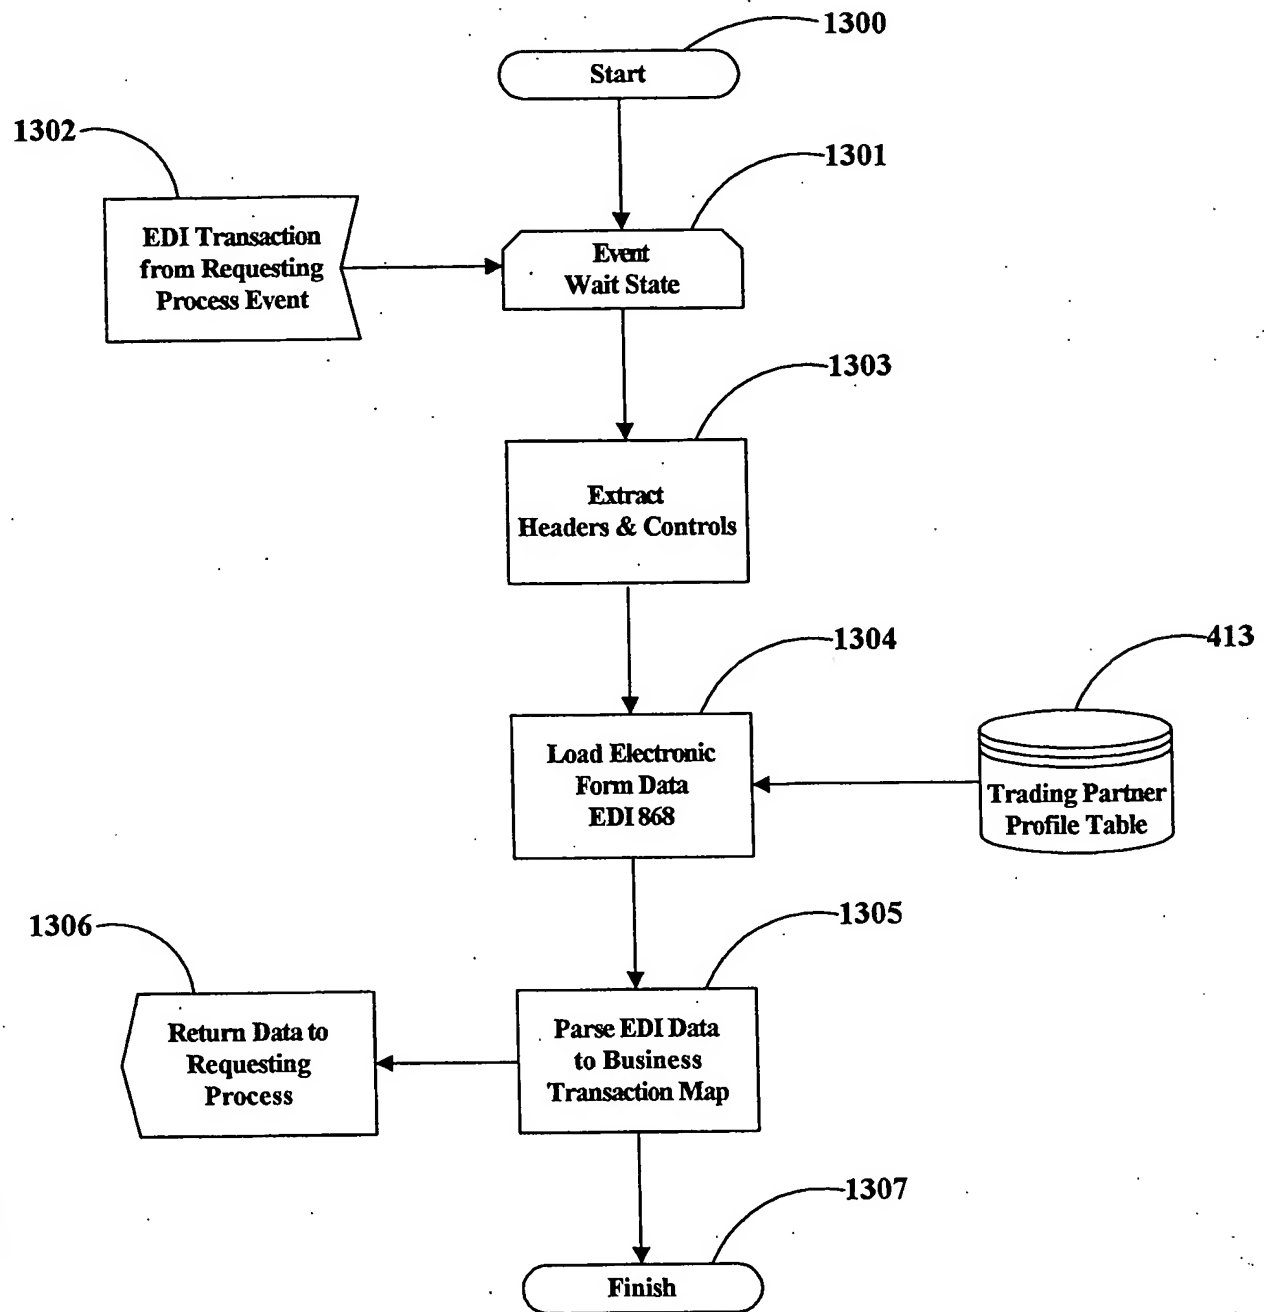 1300
Start
1302
1301
EDI Transaction
from Requesting
Process Event
Event
Wait State
1303
Extract
Headers & Controls
1304
413
Load Electronic
Form Data
EDI 868
Trading Partner
Profile Table
1306
1305
Return Data to
Requesting
Process
Parse EDI Data
to Business
Transaction Map
1307
Finish